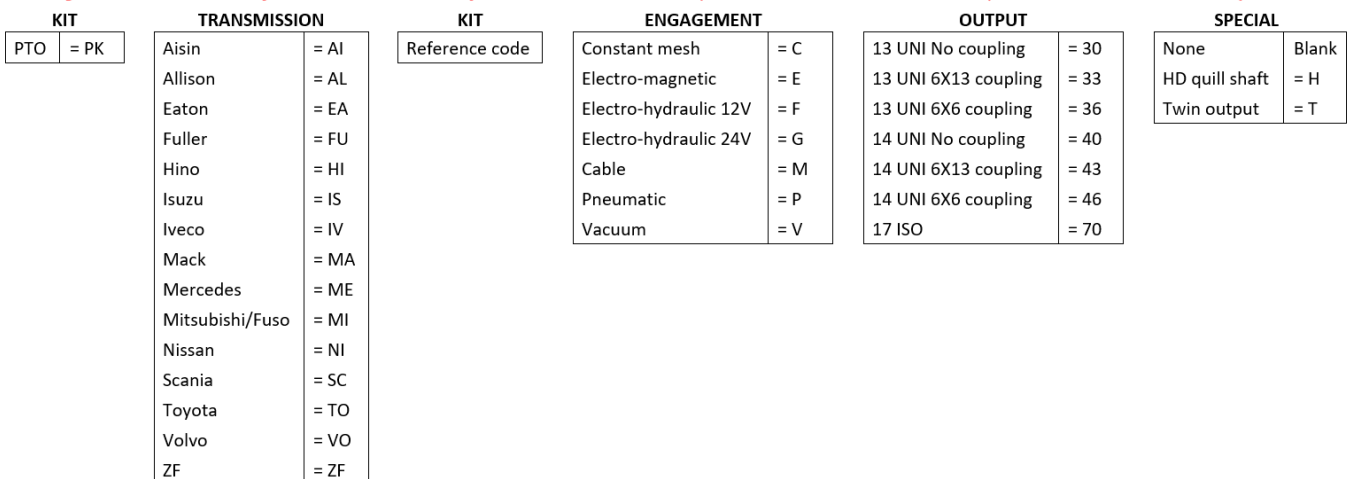 KIT TRANSMISSION KIT ENGAGEMENT OUTPUT SPECIAL
PTO = PK Aisin = AI Reference code Constant mesh = C 13 UNI No coupling = 30 None Blank
Allison = AL Electro-magnetic = E 13 UNI 6X13 coupling = 33 HD quill shaft = H
Eaton = EA Electro-hydraulic 12V = F 13 UNI 6X6 coupling = 36 Twin output = T
Fuller = FU Electro-hydraulic 24V = G 14 UNI No coupling = 40
Hino = HI Cable = M 14 UNI 6X13 coupling = 43
Isuzu = IS Pneumatic = P 14 UNI 6X6 coupling = 46
Iveco = IV Vacuum = V 17 ISO = 70
Mack = MA
Mercedes = ME
Mitsubishi/Fuso = MI
Nissan = NI
Scania = SC
Toyota = TO
Volvo = VO
ZF = ZF